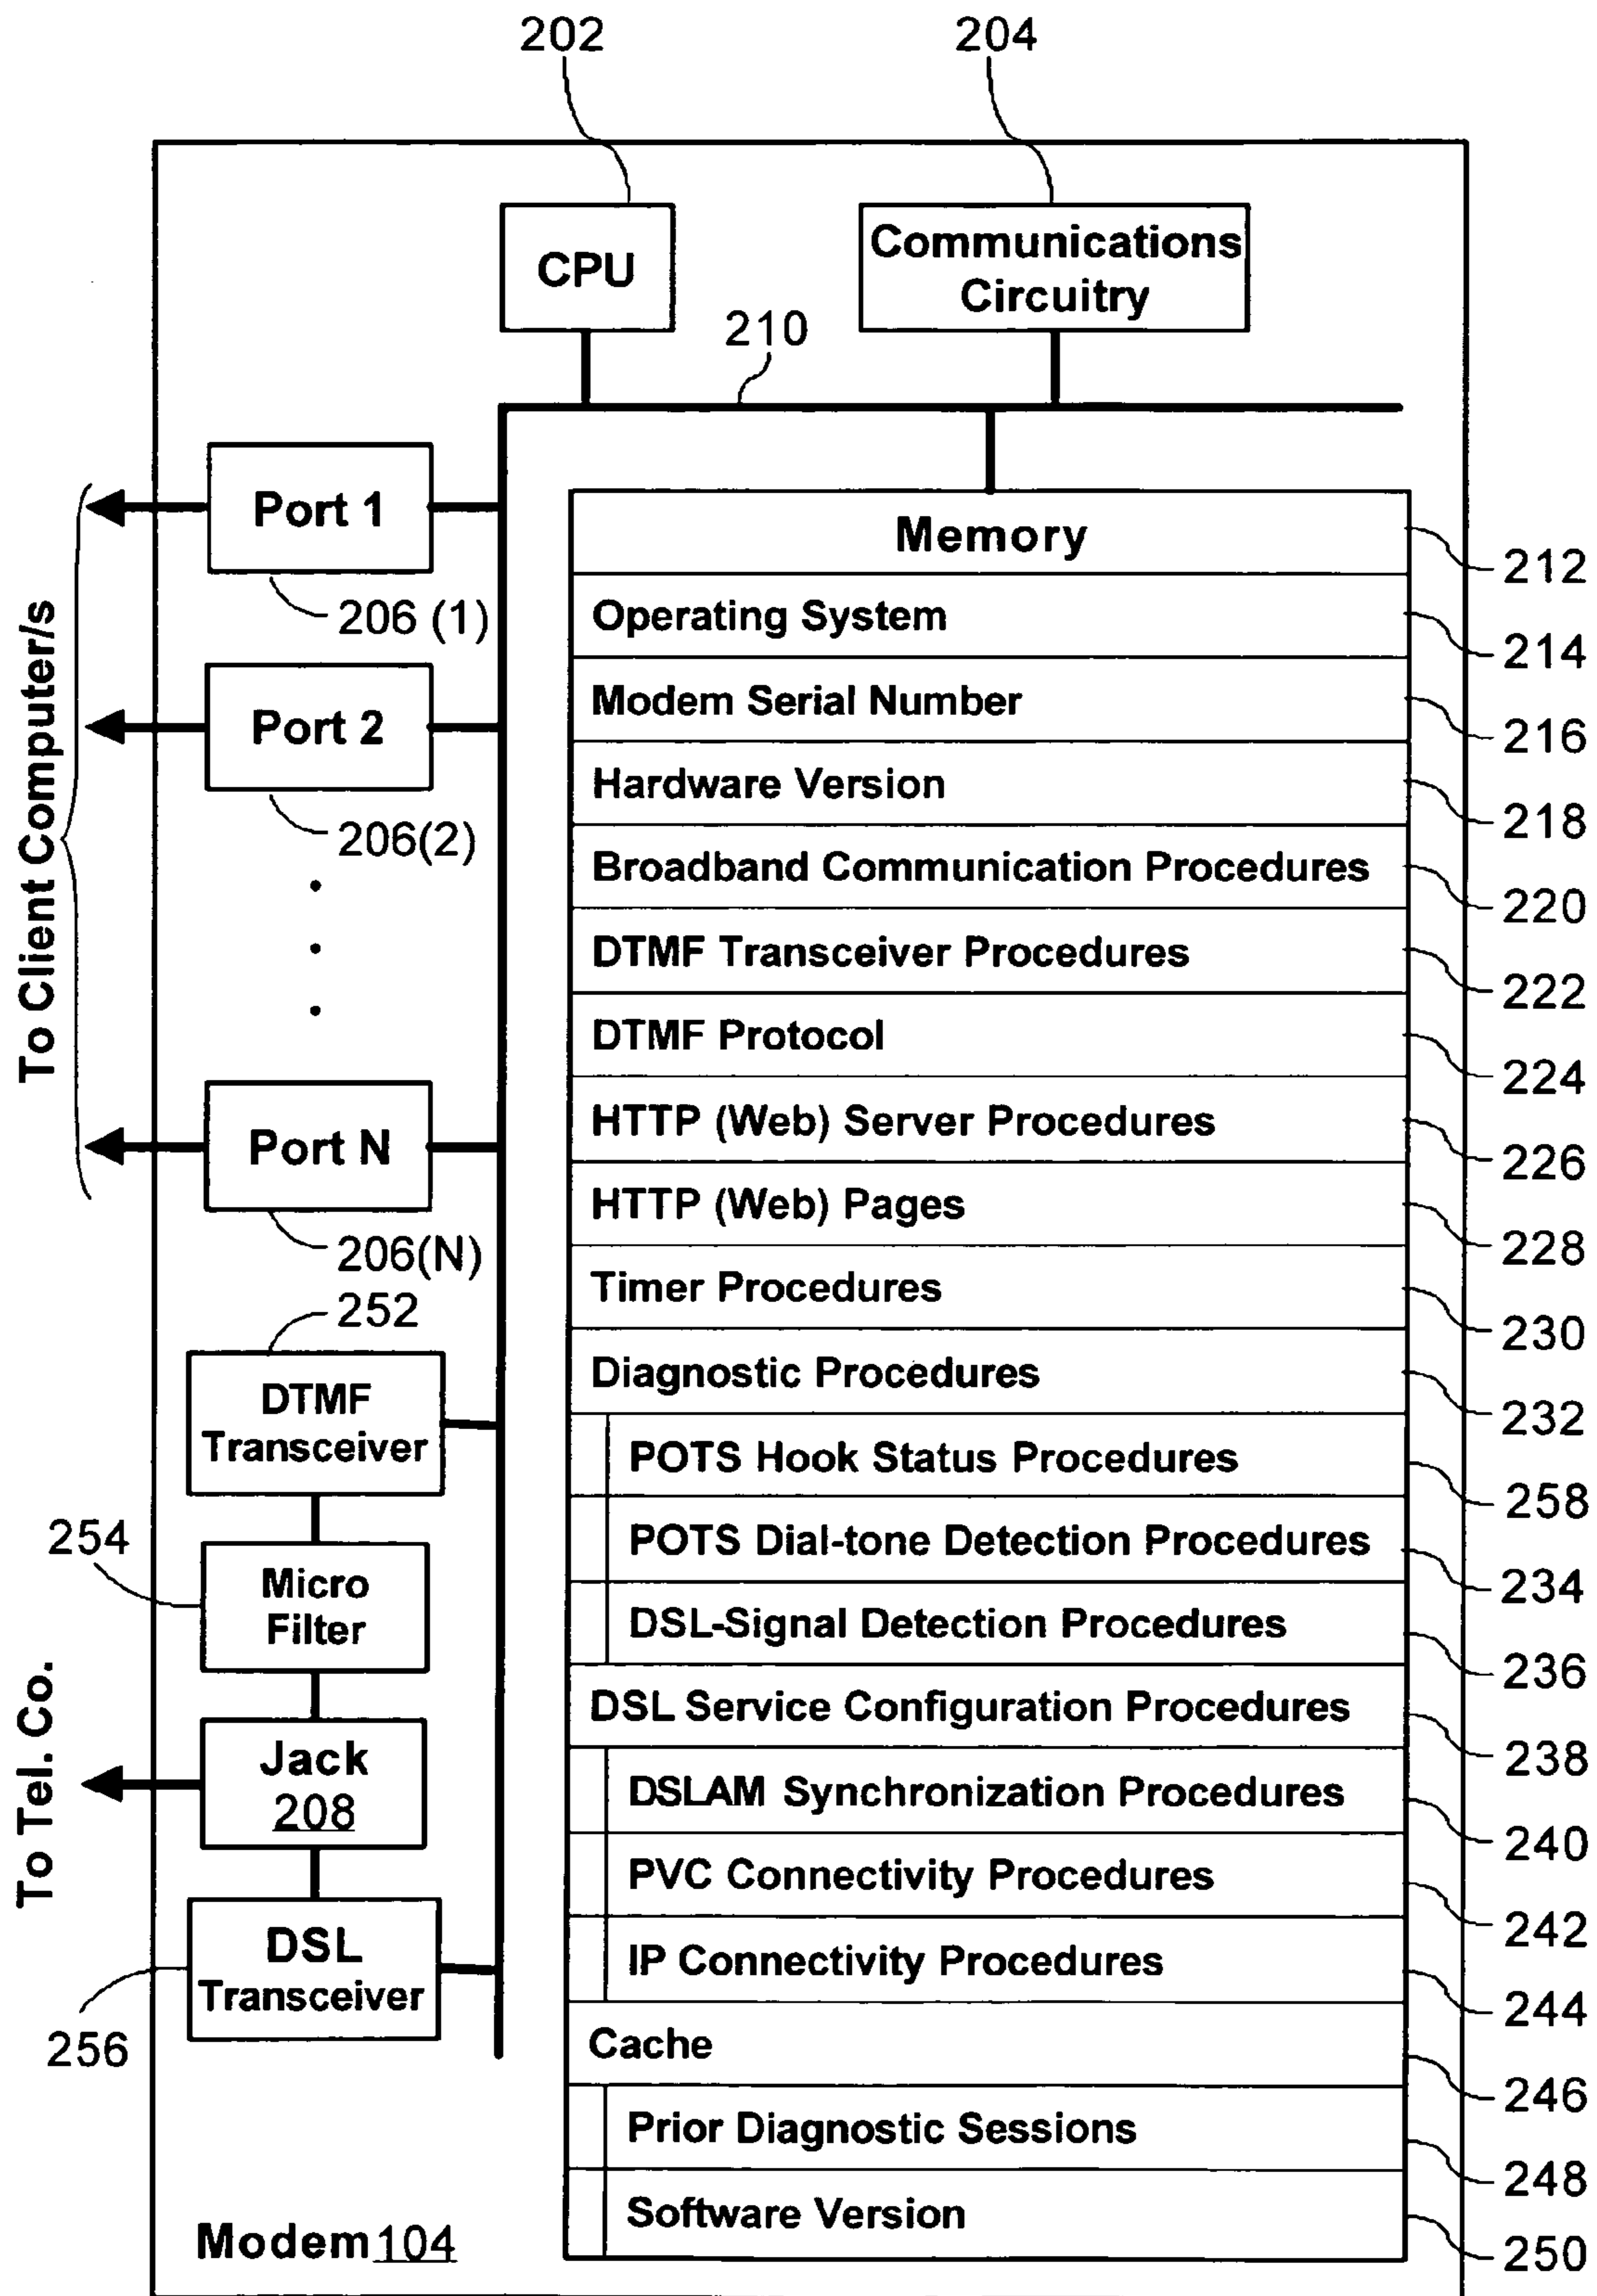 202
204
CPU
Communications
Circuitry
210
To Client Computer/s
Port 1
206 (1)
Port 2
206(2)
Port N
206(N)
252
DTMF
Transceiver
254
Micro
Filter
To Tel. Co.
Jack
208
DSL
Transceiver
256
Modem 104
Memory
212
Operating System
214
Modem Serial Number
216
Hardware Version
218
Broadband Communication Procedures
220
DTMF Transceiver Procedures
222
DTMF Protocol
224
HTTP (Web) Server Procedures
226
HTTP (Web) Pages
228
Timer Procedures
230
Diagnostic Procedures
232
POTS Hook Status Procedures
258
POTS Dial-tone Detection Procedures
234
DSL-Signal Detection Procedures
236
DSL Service Configuration Procedures
238
DSLAM Synchronization Procedures
240
PVC Connectivity Procedures
242
IP Connectivity Procedures
244
Cache
246
Prior Diagnostic Sessions
248
Software Version
250